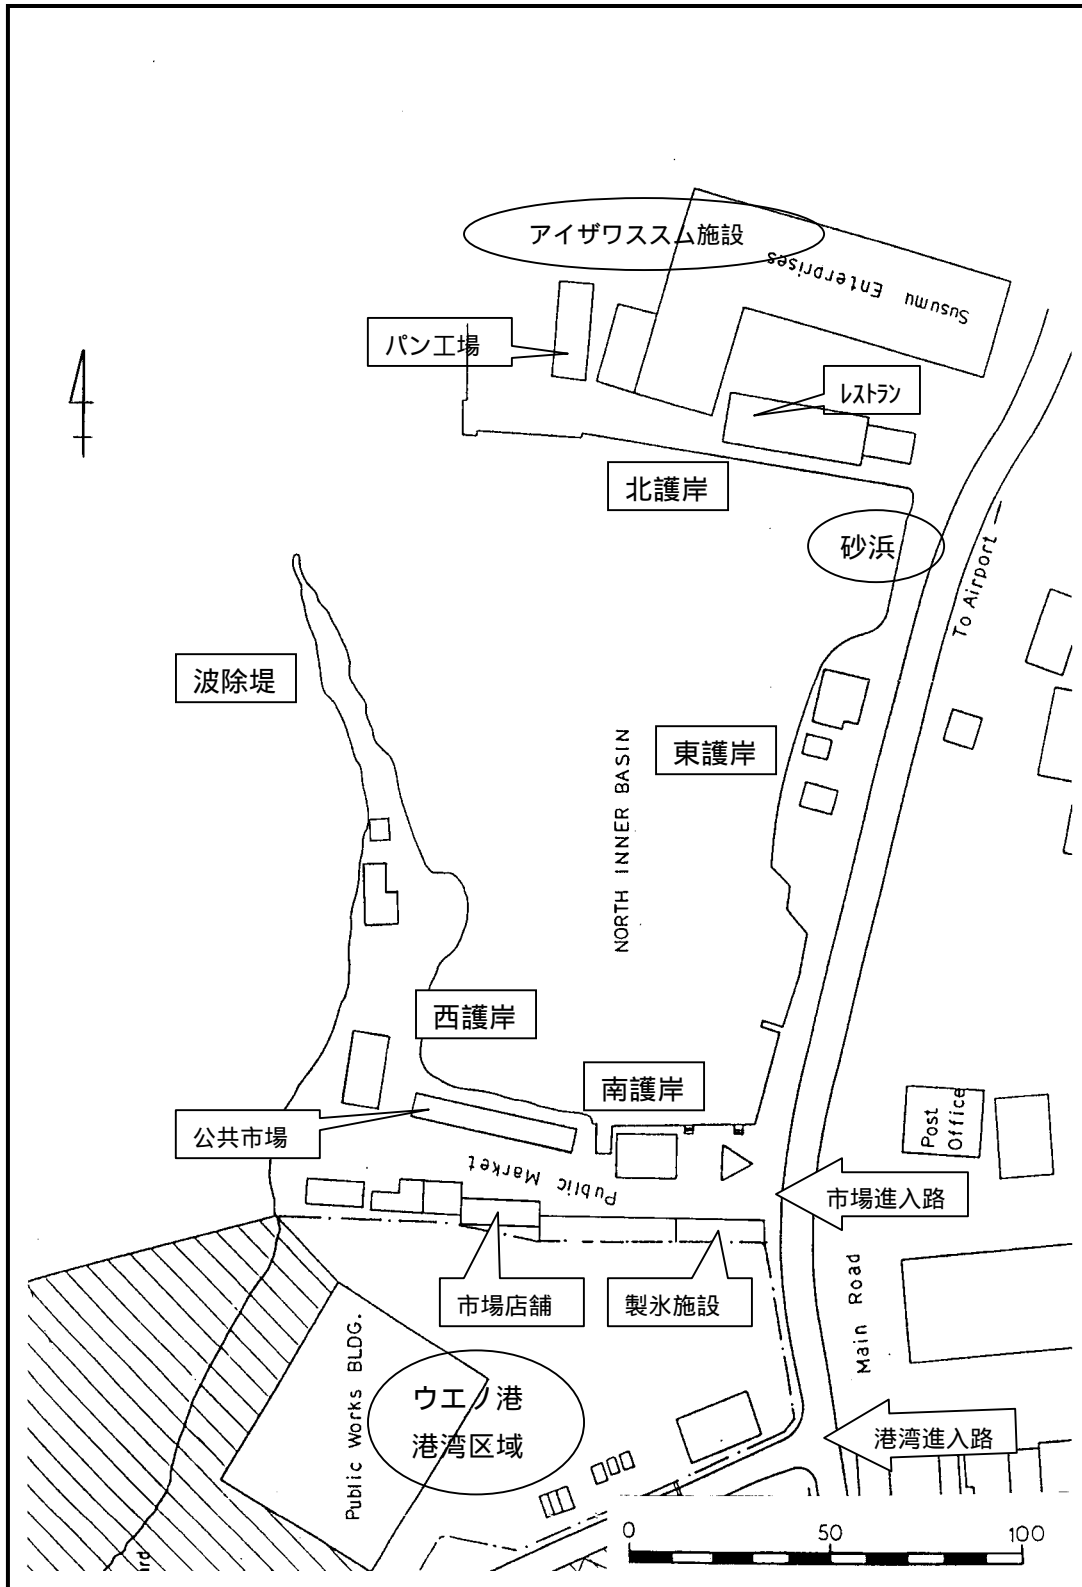 アイザワススム施設
Susumu Enterprises
パン工場
レストラン
北護岸
砂浜
To Airport
波除堤
東護岸
NORTH INNER BASIN
西護岸
南護岸
公共市場
Public Market
Post
Office
市場進入路
市場店舗
製氷施設
Main Road
Public Works BLDG.
ウエノ港
港湾区域
港湾進入路
0 50 100
rd